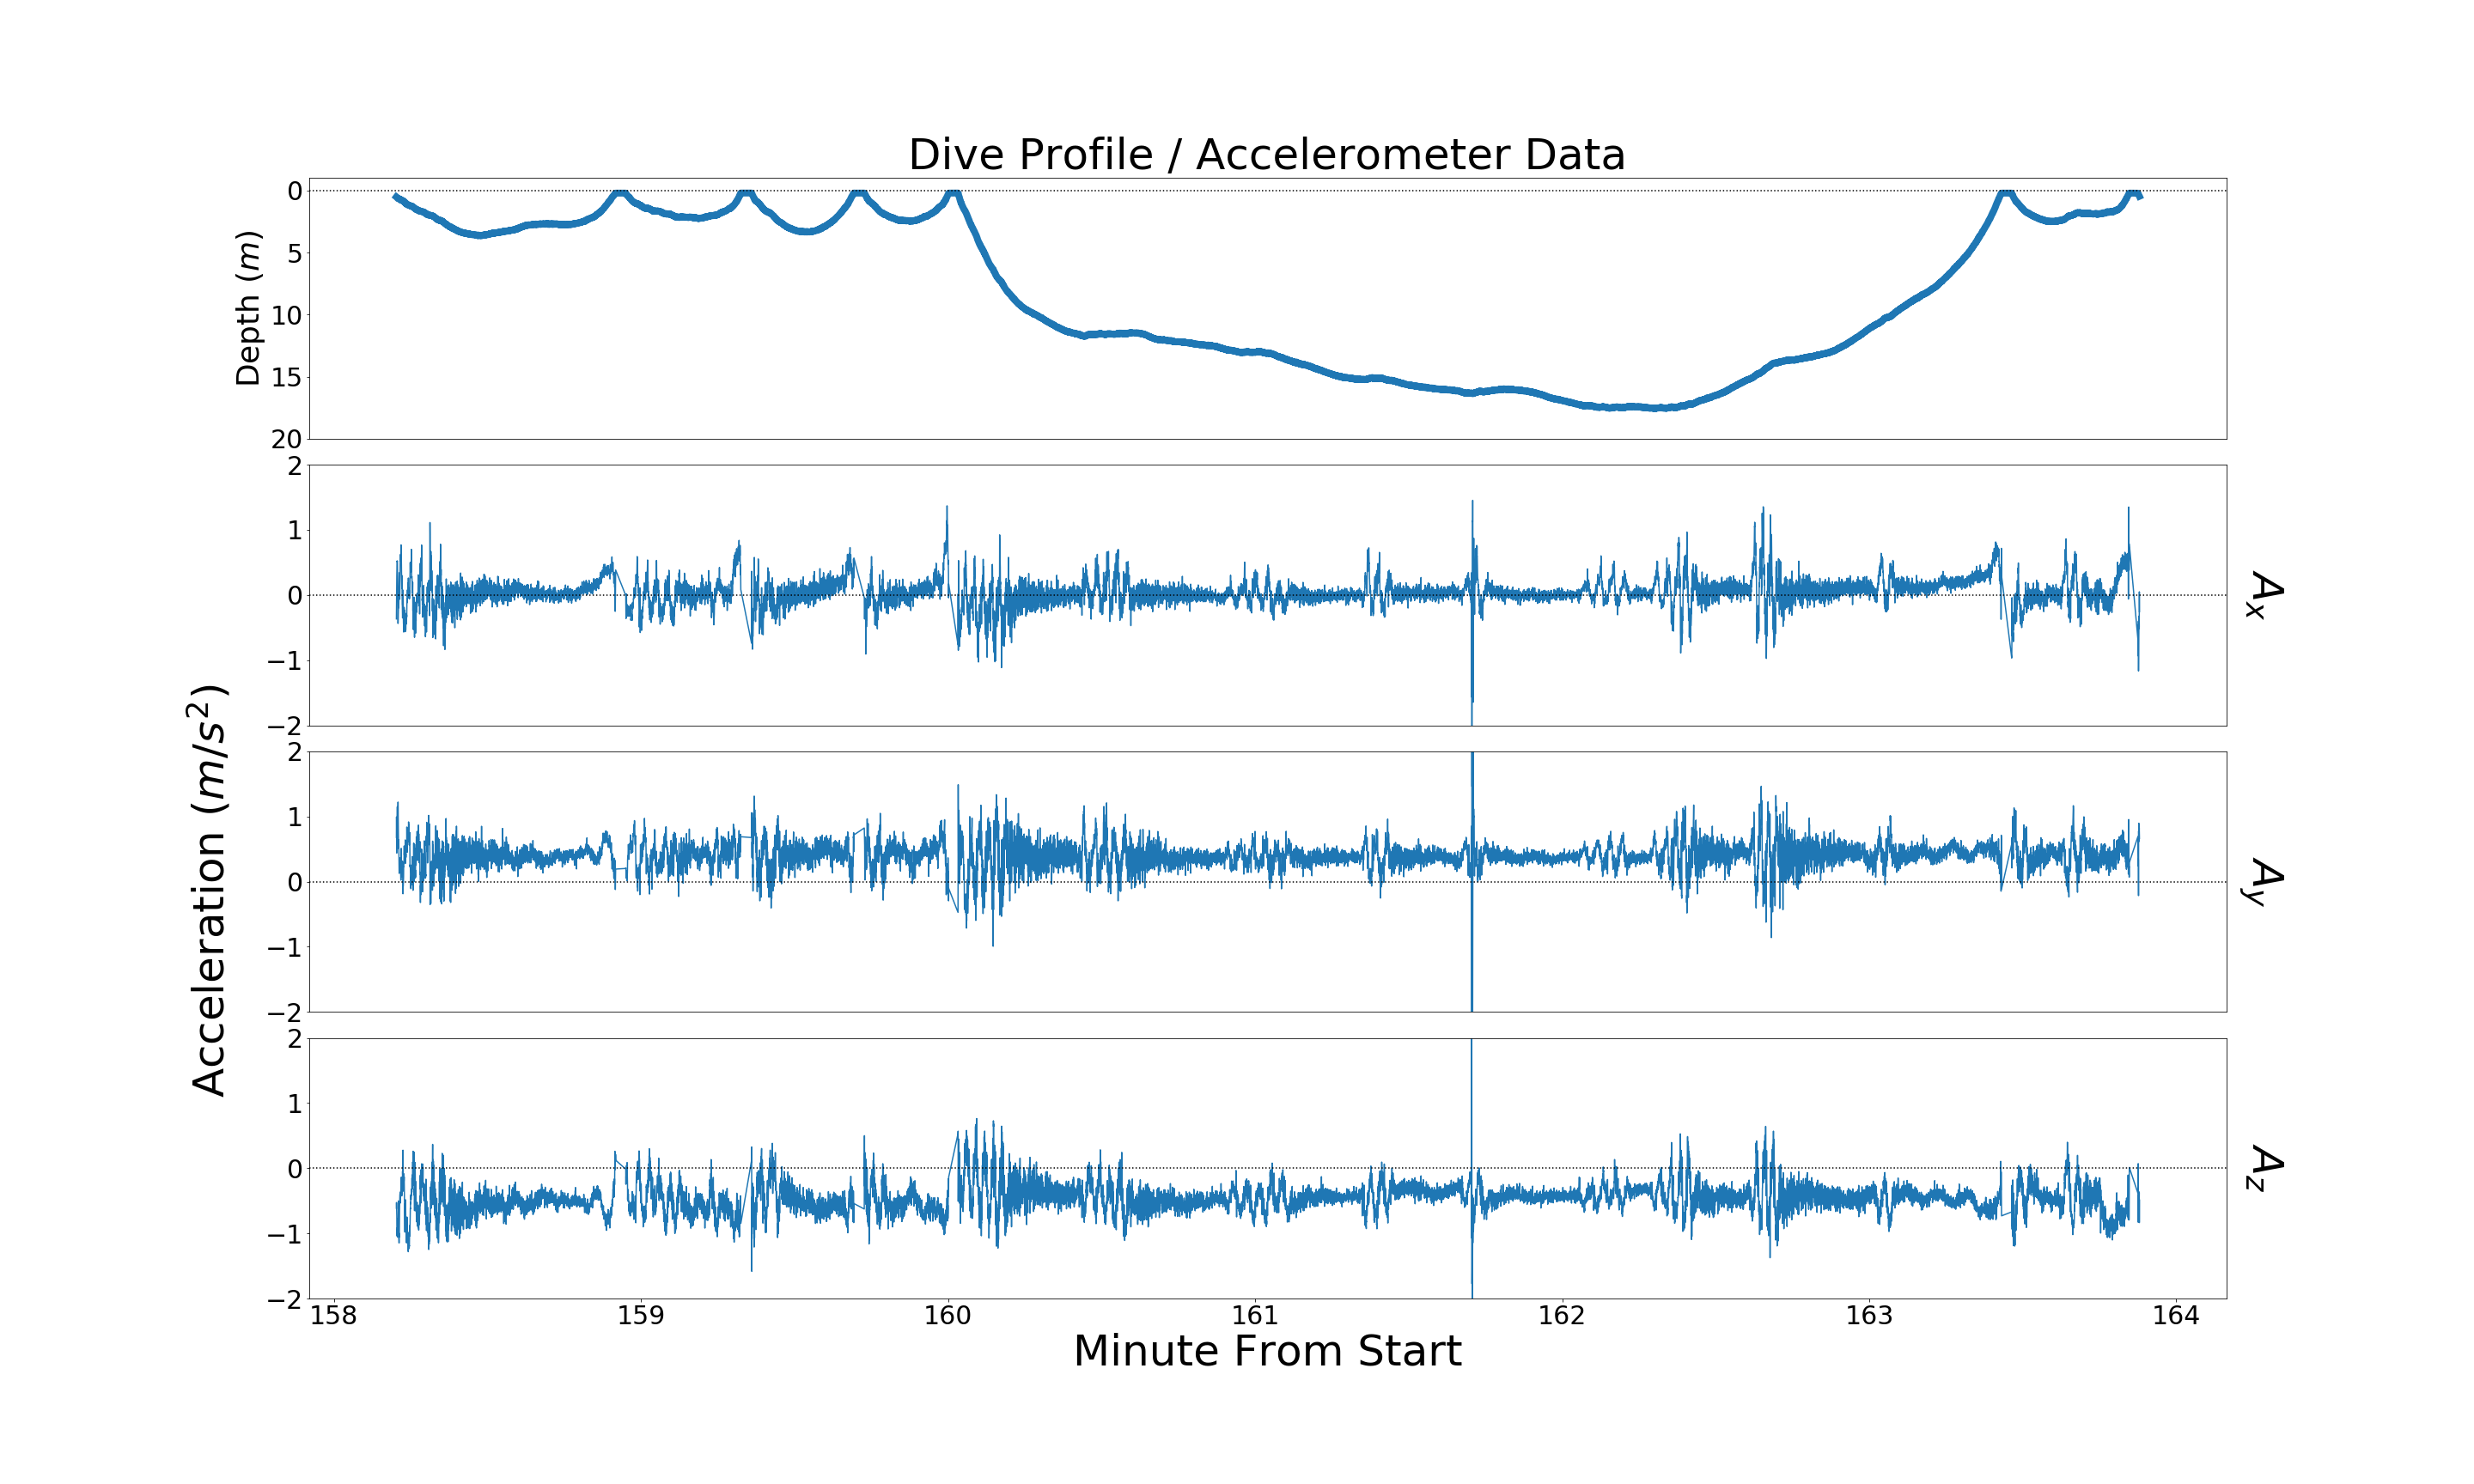 Dive Profile / Accelerometer Data
Depth (m)
0
5
10
15
20
Acceleration (m/s²)
2
1
0
−1
−2
Aₓ
2
1
0
−1
−2
A_y
2
1
0
−1
−2
A_z
158 159 160 161 162 163 164
Minute From Start